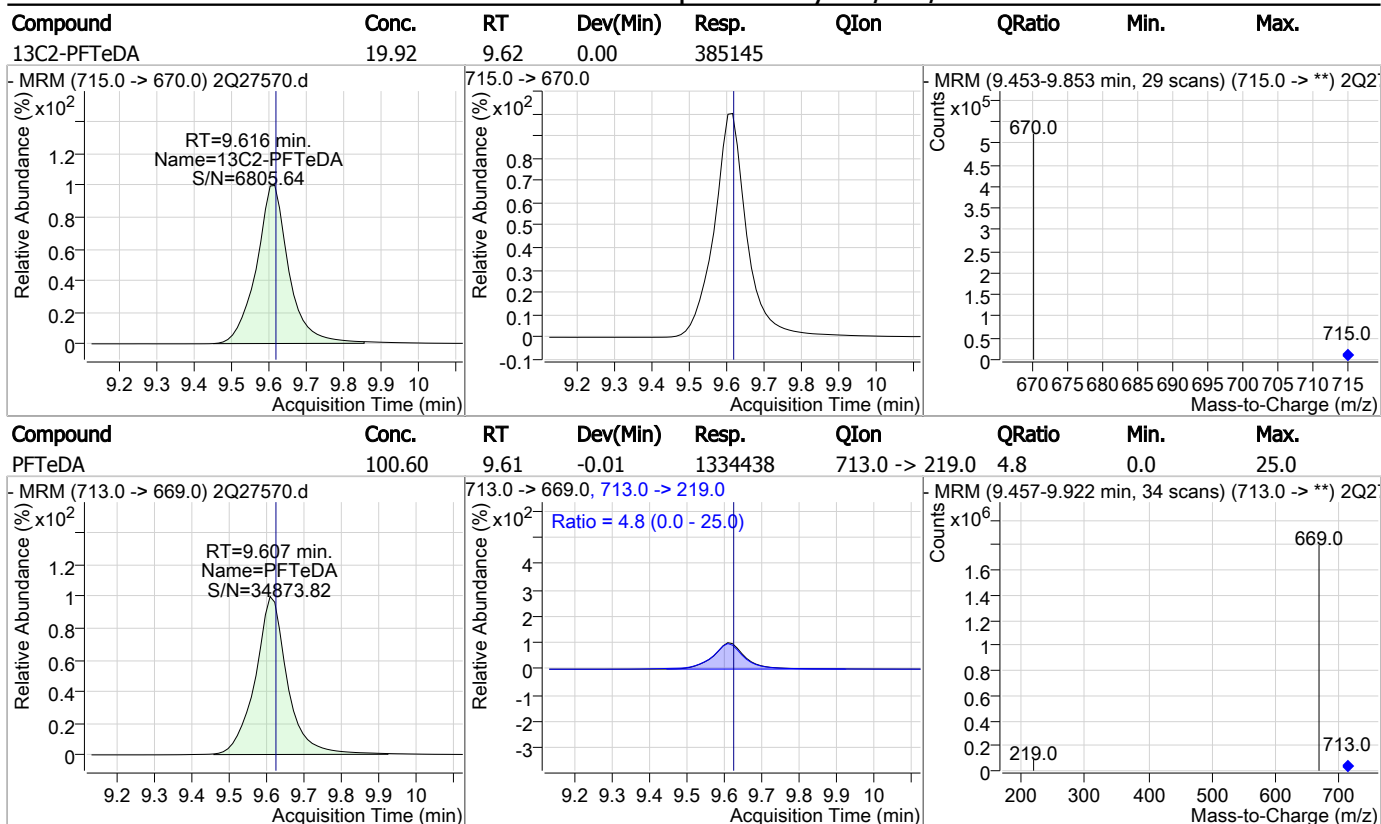 Compound Conc. RT Dev(Min) Resp. QIon QRatio Min. Max.
13C2-PFTeDA 19.92 9.62 0.00 385145
- MRM (715.0 -> 670.0) 2Q27570.d
Relative Abundance (%)
x10²
RT=9.616 min.
Name=13C2-PFTeDA
S/N=6805.64
1.2
1
0.8
0.6
0.4
0.2
0
9.2 9.3 9.4 9.5 9.6 9.7 9.8 9.9 10
Acquisition Time (min)
715.0 -> 670.0
Relative Abundance (%)
x10²
0.8
0.7
0.6
0.5
0.4
0.3
0.2
0.1
0
-0.1
9.2 9.3 9.4 9.5 9.6 9.7 9.8 9.9 10
Acquisition Time (min)
- MRM (9.453-9.853 min, 29 scans) (715.0 -> **)
Counts
x10⁵
670.0
715.0
5
4.5
4
3.5
3
2.5
2
1.5
1
0.5
0
670 675 680 685 690 695 700 705 710 715
Mass-to-Charge (m/z)
Compound Conc. RT Dev(Min) Resp. QIon QRatio Min. Max.
PFTeDA 100.60 9.61 -0.01 1334438 713.0 -> 219.0 4.8 0.0 25.0
- MRM (713.0 -> 669.0) 2Q27570.d
Relative Abundance (%)
x10²
RT=9.607 min.
Name=PFTeDA
S/N=34873.82
1.2
1
0.8
0.6
0.4
0.2
0
9.2 9.3 9.4 9.5 9.6 9.7 9.8 9.9 10
Acquisition Time (min)
713.0 -> 669.0, 713.0 -> 219.0
Relative Abundance (%)
x10²
Ratio = 4.8 (0.0 - 25.0)
4
3
2
1
0
-1
-2
-3
9.2 9.3 9.4 9.5 9.6 9.7 9.8 9.9 10
Acquisition Time (min)
- MRM (9.457-9.922 min, 34 scans) (713.0 -> **)
Counts
x10⁶
669.0
219.0
713.0
1.6
1.4
1.2
1
0.8
0.6
0.4
0.2
0
200 300 400 500 600 700
Mass-to-Charge (m/z)